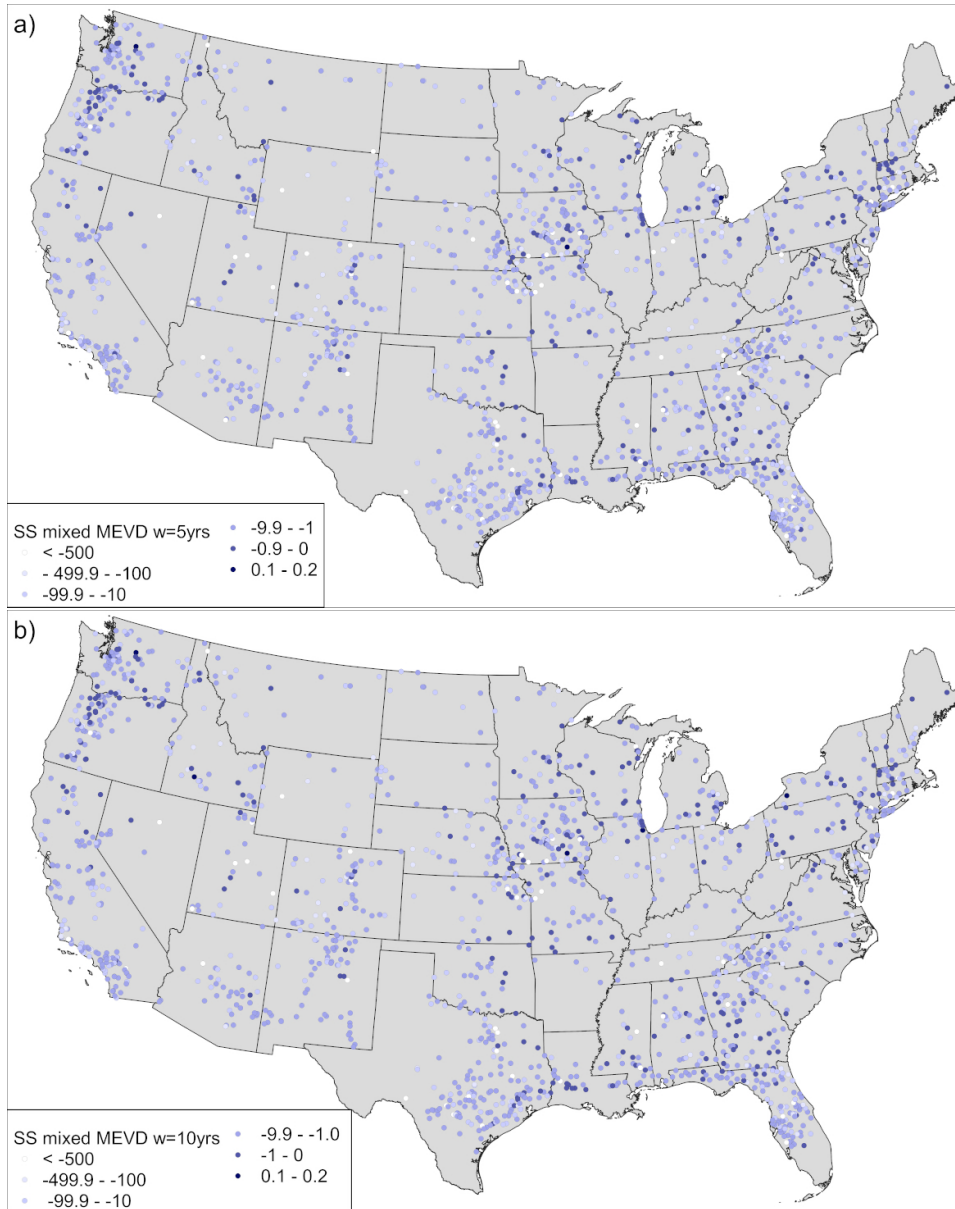 a)
SS mixed MEVD w=5yrs
< -500
- 499.9 - -100
-99.9 - -10
-9.9 - -1
-0.9 - 0
0.1 - 0.2
b)
SS mixed MEVD w=10yrs
< -500
-499.9 - -100
-99.9 - -10
-9.9 - -1.0
-1 - 0
0.1 - 0.2